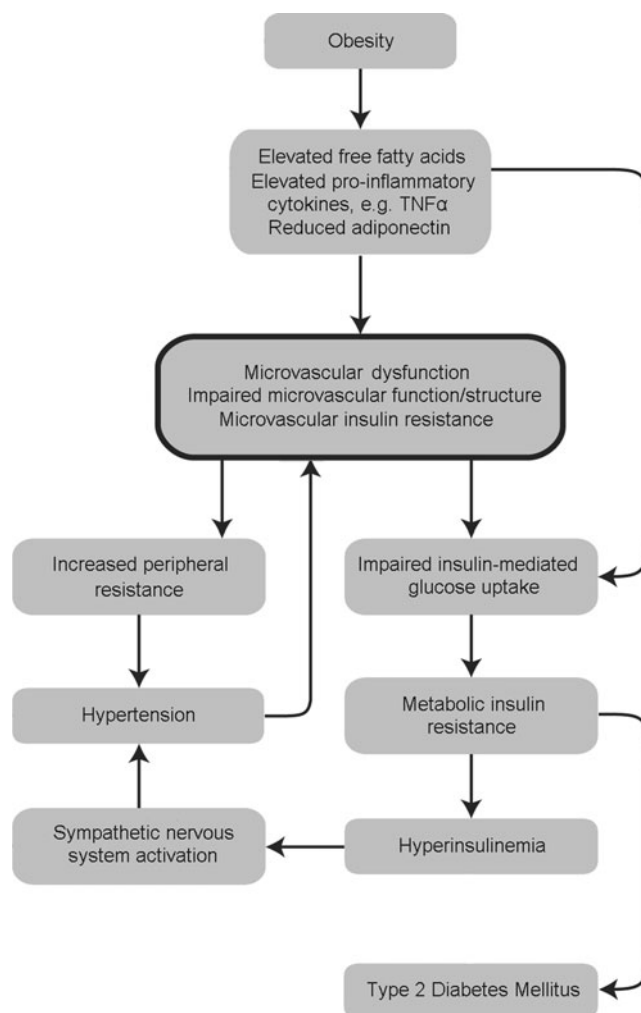 Obesity
Elevated free fatty acids
Elevated pro-inflammatory
cytokines, e.g. TNFα
Reduced adiponectin
Microvascular dysfunction
Impaired microvascular function/structure
Microvascular insulin resistance
Increased peripheral
resistance
Impaired insulin-mediated
glucose uptake
Hypertension
Metabolic insulin
resistance
Sympathetic nervous
system activation
Hyperinsulinemia
Type 2 Diabetes Mellitus